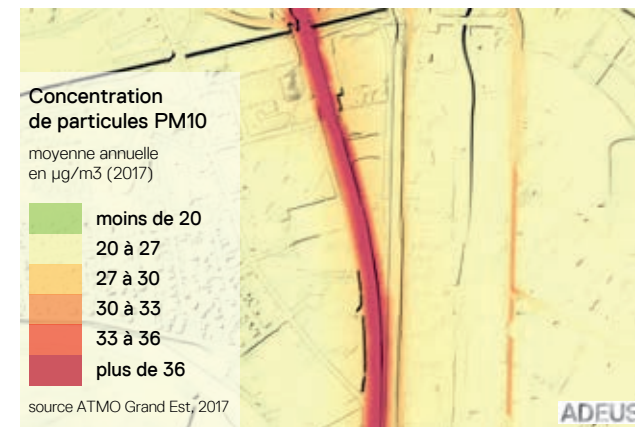 Concentration
de particules PM10
moyenne annuelle
en µg/m3 (2017)
moins de 20
20 à 27
27 à 30
30 à 33
33 à 36
plus de 36
source ATMO Grand Est, 2017
ADEUS